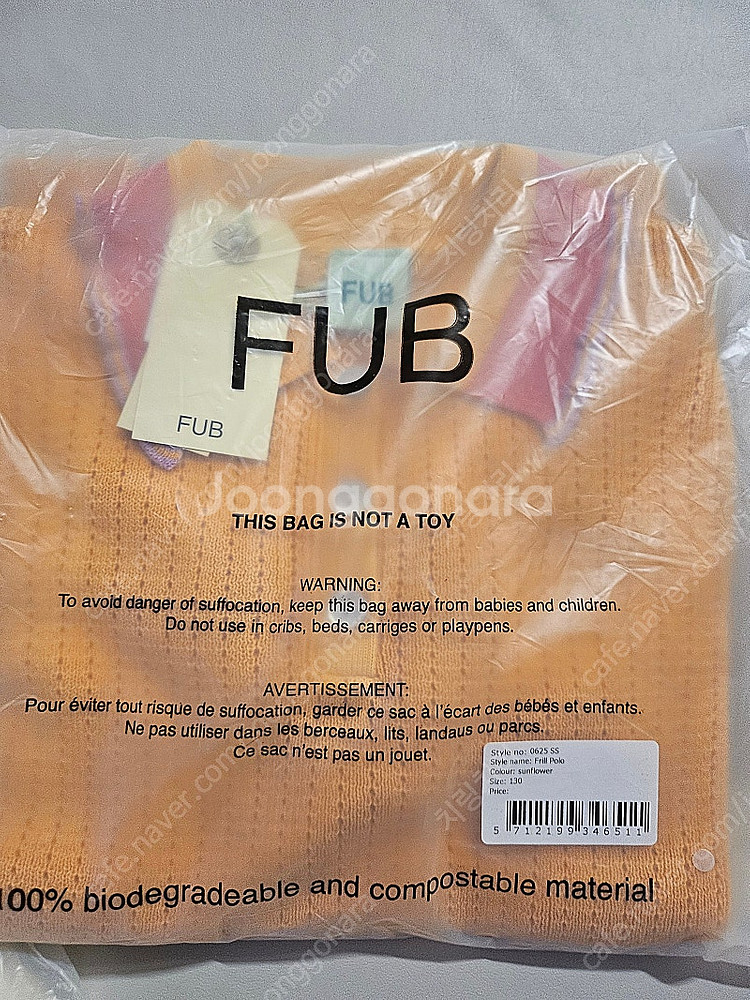 FUB
FUB
FUB
Joonggonara
THIS BAG IS NOT A TOY
WARNING:
To avoid danger of suffocation, keep this bag away from babies and children.
Do not use in cribs, beds, carriges or playpens.
AVERTISSEMENT:
Pour éviter tout risque de suffocation, garder ce sac à l'écart des bébés et enfants.
Ne pas utiliser dans les berceaux, lits, landaus ou parcs.
Ce sac n'est pas un jouet.
Style no: 0625 SS
Style name: Frill Polo
Colour: sunflower
Size: 130
Price:
5 712199 346511
100% biodegradeable and compostable material
cafe.naver.com/joonggonara